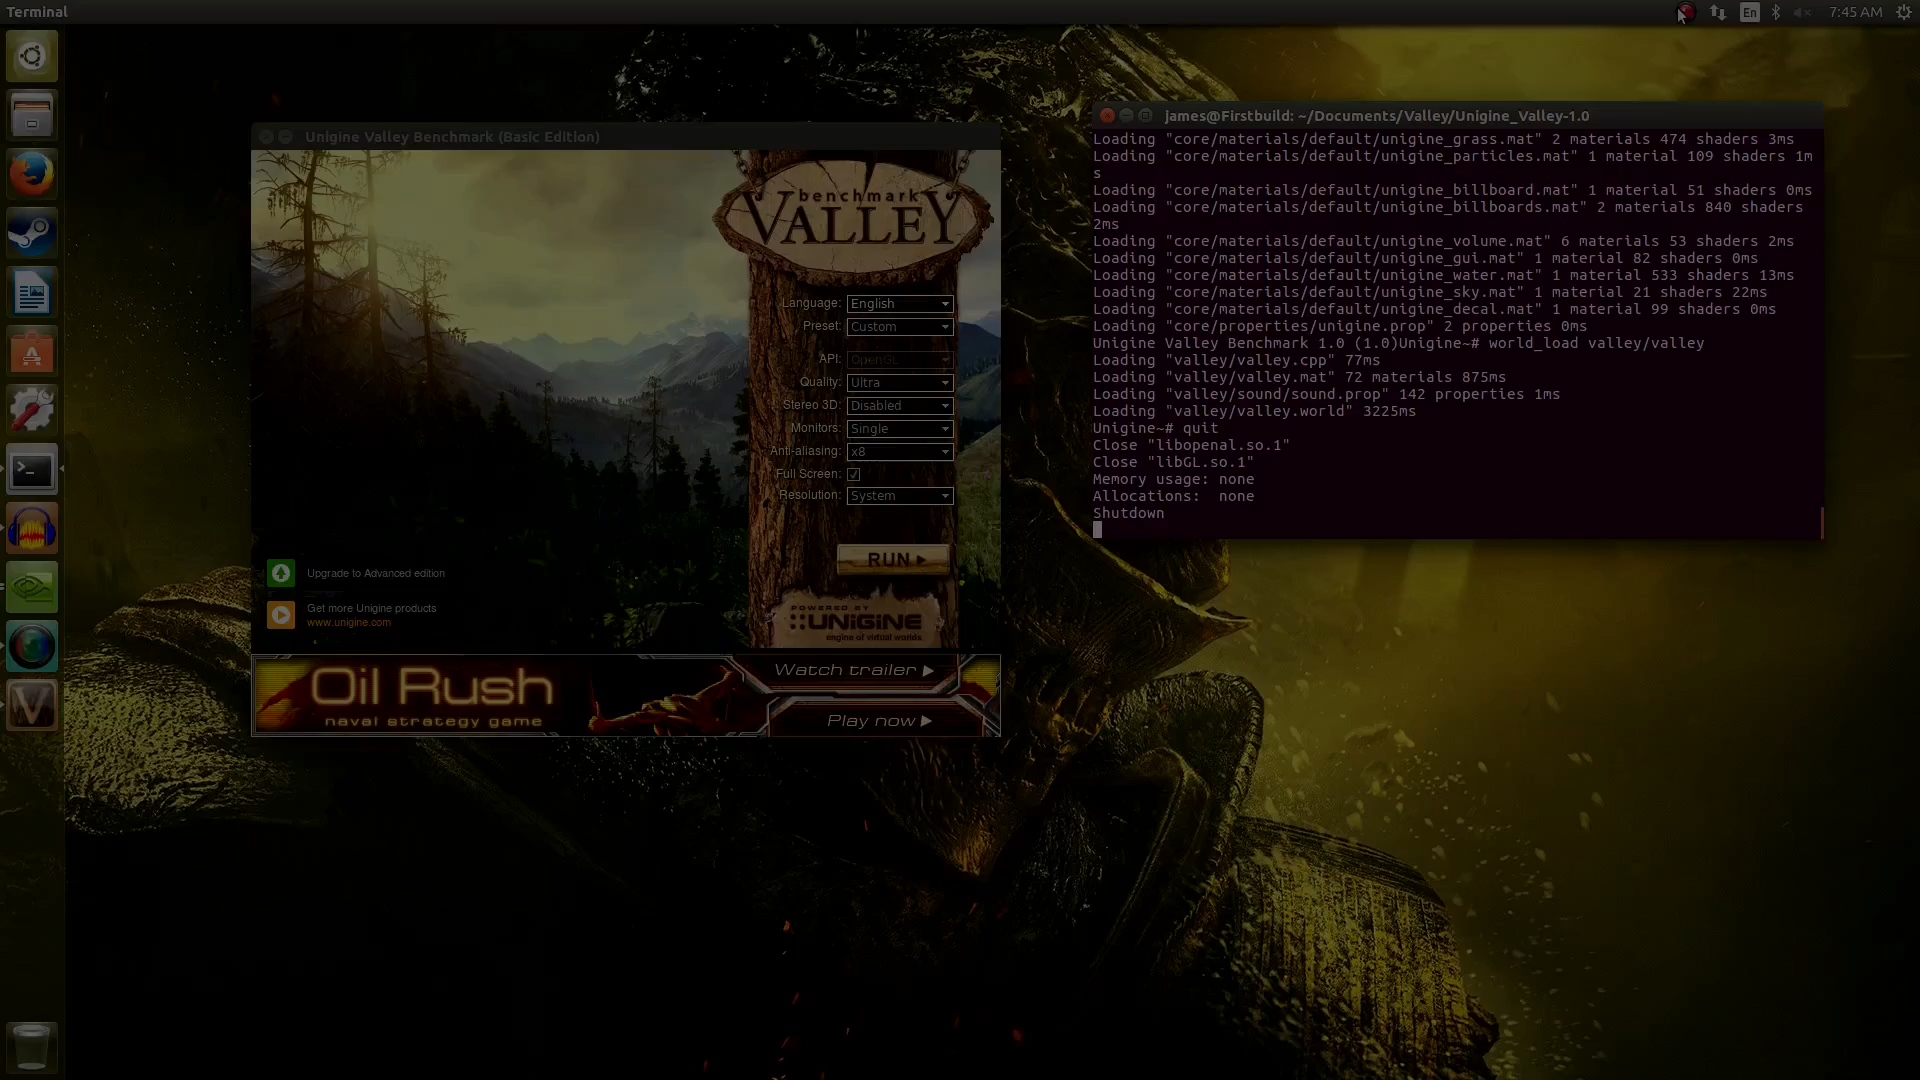 Terminal
En
7:45 AM
Unigine Valley Benchmark (Basic Edition)
benchmark
VALLEY
Language: English
Preset: Custom
API: OpenGL
Quality: Ultra
Stereo 3D: Disabled
Monitors: Single
Anti-aliasing: x8
Full Screen:
Resolution: System
RUN
Upgrade to Advanced edition
Get more Unigine products
www.unigine.com
POWERED BY
UNIGINE
engine of virtual worlds
Oil Rush
naval strategy game
Watch trailer
Play now
james@Firstbuild: ~/Documents/Valley/Unigine_Valley-1.0
Loading "core/materials/default/unigine_grass.mat" 2 materials 474 shaders 3ms
Loading "core/materials/default/unigine_particles.mat" 1 material 109 shaders 1m
s
Loading "core/materials/default/unigine_billboard.mat" 1 material 51 shaders 0ms
Loading "core/materials/default/unigine_billboards.mat" 2 materials 840 shaders
2ms
Loading "core/materials/default/unigine_volume.mat" 6 materials 53 shaders 2ms
Loading "core/materials/default/unigine_gui.mat" 1 material 82 shaders 0ms
Loading "core/materials/default/unigine_water.mat" 1 material 533 shaders 13ms
Loading "core/materials/default/unigine_sky.mat" 1 material 21 shaders 22ms
Loading "core/materials/default/unigine_decal.mat" 1 material 99 shaders 0ms
Loading "core/properties/unigine.prop" 2 properties 0ms
Unigine Valley Benchmark 1.0 (1.0)Unigine~# world_load valley/valley
Loading "valley/valley.cpp" 77ms
Loading "valley/valley.mat" 72 materials 875ms
Loading "valley/sound/sound.prop" 142 properties 1ms
Loading "valley/valley.world" 3225ms
Unigine~# quit
Close "libopenal.so.1"
Close "libGL.so.1"
Memory usage: none
Allocations:  none
Shutdown